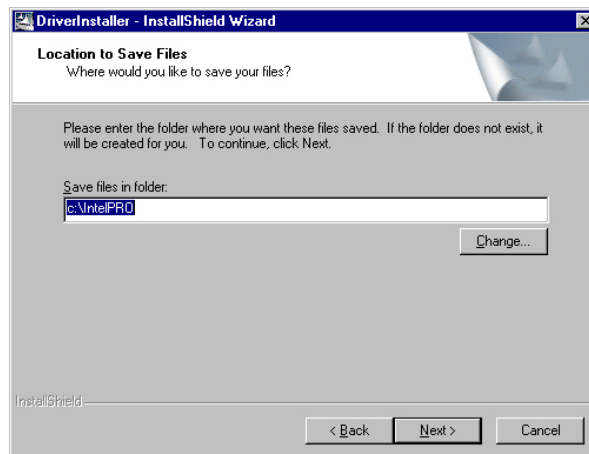 DriverInstaller - InstallShield Wizard
Location to Save Files
Where would you like to save your files?
Please enter the folder where you want these files saved.  If the folder does not exist, it
will be created for you.   To continue, click Next.
Save files in folder:
c:\IntelPRO
Change...
InstallShield
< Back
Next >
Cancel